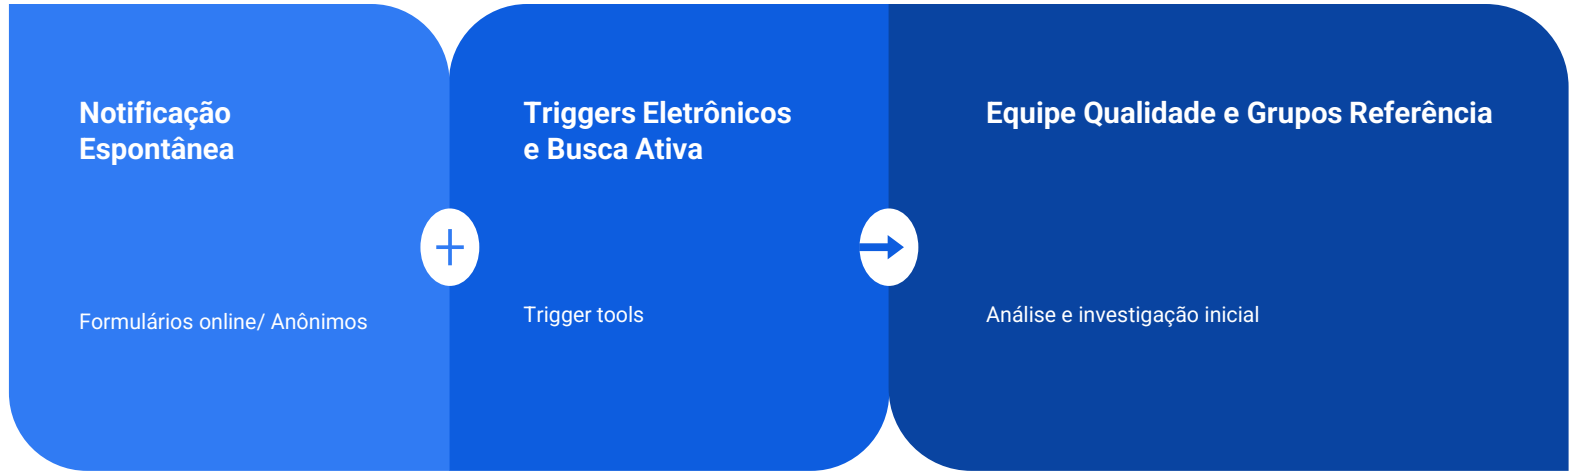 Notificação
Espontânea
Formulários online/ Anônimos
Triggers Eletrônicos
e Busca Ativa
Trigger tools
Equipe Qualidade e Grupos Referência
Análise e investigação inicial